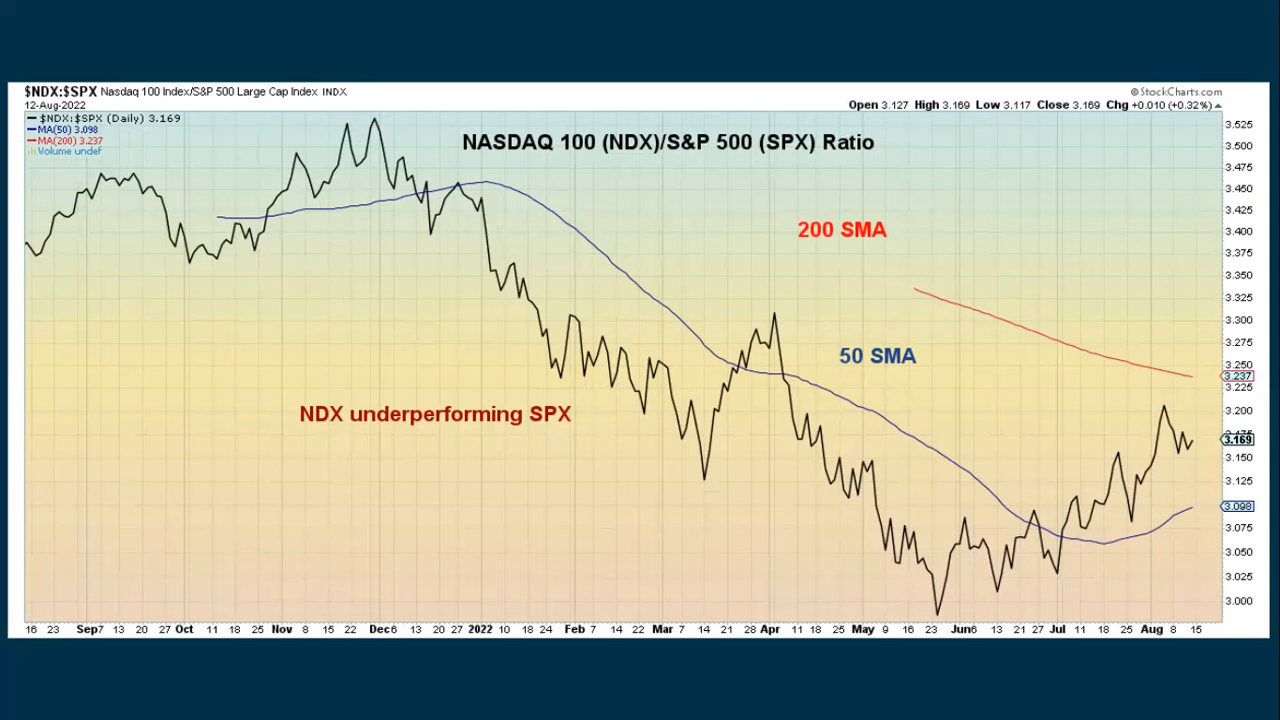 $NDX:$SPX Nasdaq 100 Index/S&P 500 Large Cap Index INDX
© StockCharts.com
12-Aug-2022
Open 3.127 High 3.169 Low 3.117 Close 3.169 Chg +0.010 (+0.32%)
$NDX:$SPX (Daily) 3.169
MA(50) 3.098
MA(200) 3.237
Volume undef
NASDAQ 100 (NDX)/S&P 500 (SPX) Ratio
200 SMA
50 SMA
NDX underperforming SPX
3.525
3.500
3.475
3.450
3.425
3.400
3.375
3.350
3.325
3.300
3.275
3.250
3.237
3.225
3.200
3.175
3.169
3.150
3.125
3.098
3.075
3.050
3.025
3.000
16 23 Sep 7 13 20 27 Oct 11 18 25 Nov 8 15 22 Dec 6 13 20 27 2022 10 18 24 Feb 7 14 22 Mar 7 14 21 28 Apr 11 18 25 May 9 16 23 Jun 6 13 21 27 Jul 11 18 25 Aug 8 15